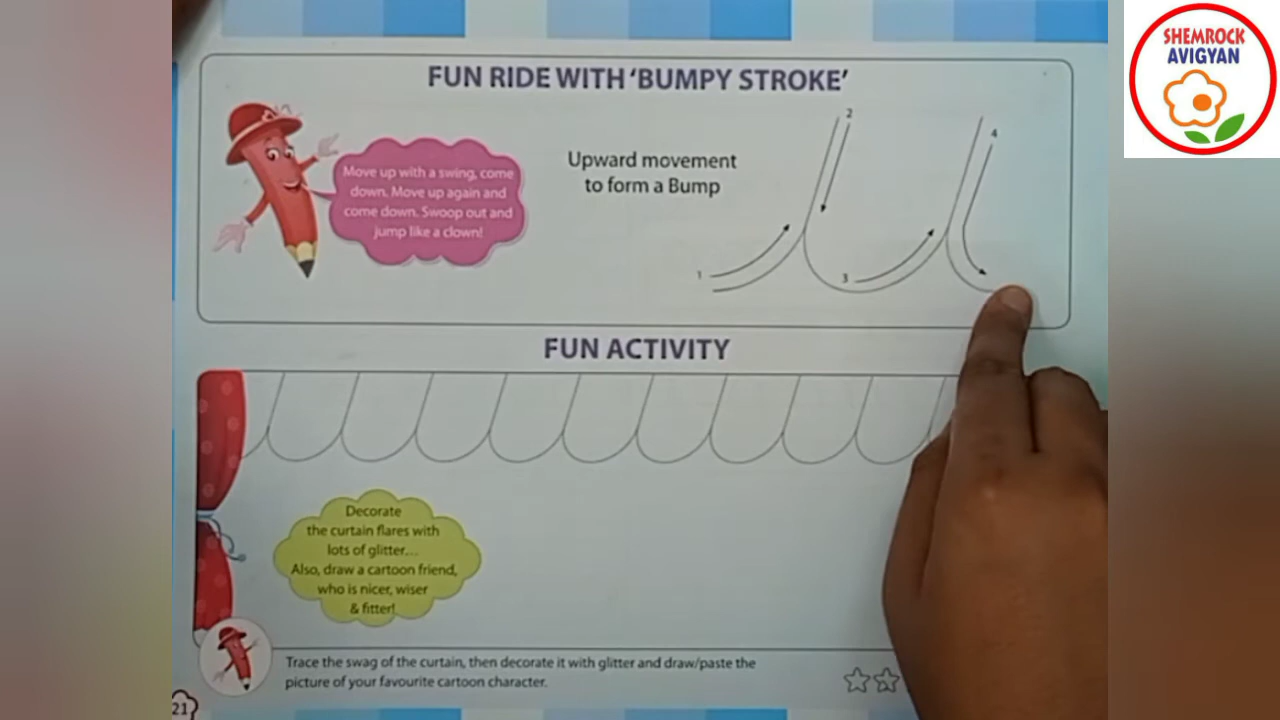 SHEMROCK
AVIGYAN
FUN RIDE WITH 'BUMPY STROKE'
Move up with a swing, come
down. Move up again and
come down. Swoop out and
jump like a clown!
Upward movement
to form a Bump
1
2
3
4
FUN ACTIVITY
Decorate
the curtain flares with
lots of glitter...
Also, draw a cartoon friend,
who is nicer, wiser
& fitter!
Trace the swag of the curtain, then decorate it with glitter and draw/paste the
picture of your favourite cartoon character.
21